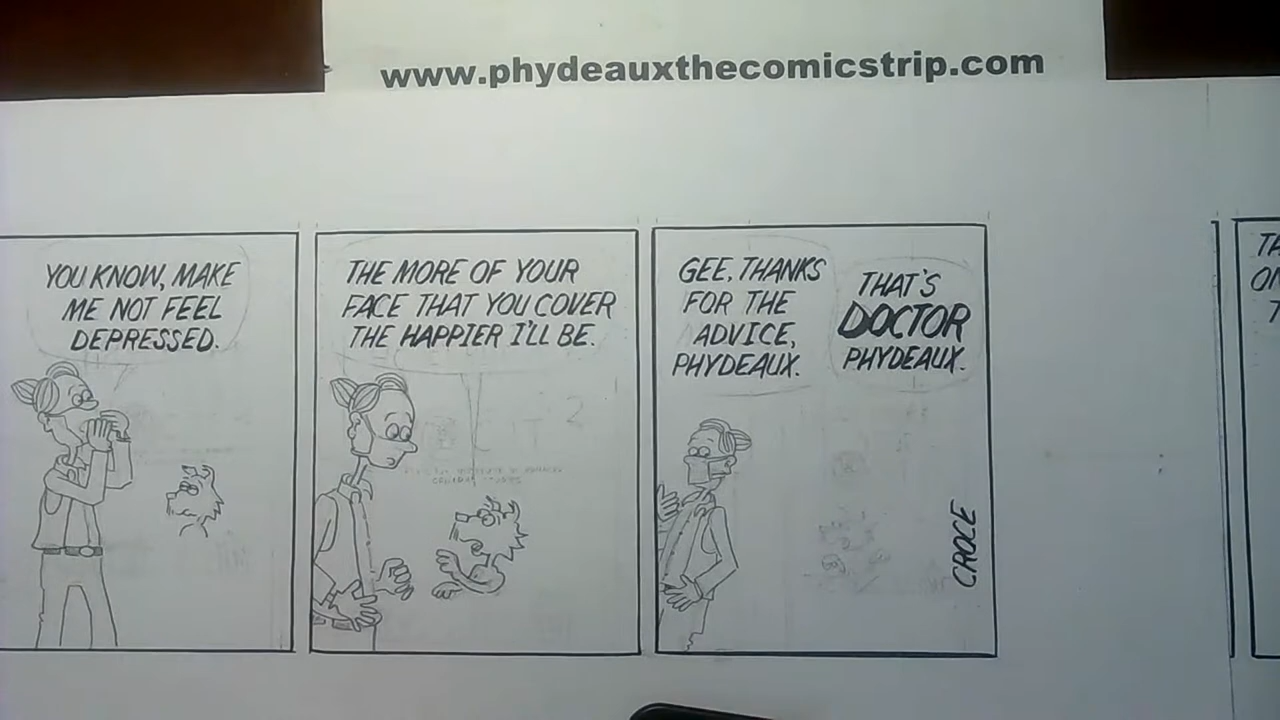 www.phydeauxthecomicstrip.com
YOU KNOW, MAKE
ME NOT FEEL
DEPRESSED.
THE MORE OF YOUR
FACE THAT YOU COVER
THE HAPPIER I'LL BE.
2
GEE, THANKS
FOR THE
ADVICE,
PHYDEAUX.
THAT'S
DOCTOR
PHYDEAUX.
CROCE